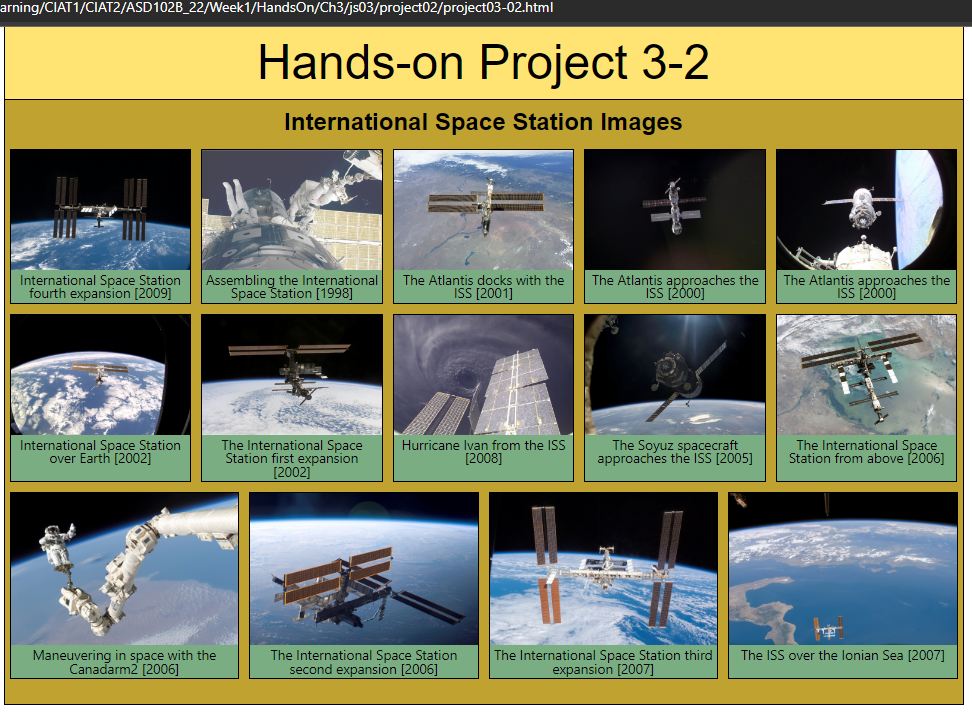 arning/CIAT1/CIAT2/ASD102B_22/Week1/HandsOn/Ch3/js03/project02/project03-02.html
Hands-on Project 3-2
International Space Station Images
International Space Station
fourth expansion [2009]
Assembling the International
Space Station [1998]
The Atlantis docks with the
ISS [2001]
The Atlantis approaches the
ISS [2000]
The Atlantis approaches the
ISS [2000]
International Space Station
over Earth [2002]
The International Space
Station first expansion
[2002]
Hurricane Ivan from the ISS
[2008]
The Soyuz spacecraft
approaches the ISS [2005]
The International Space
Station from above [2006]
Maneuvering in space with the
Canadarm2 [2006]
The International Space Station
second expansion [2006]
The International Space Station third
expansion [2007]
The ISS over the Ionian Sea [2007]